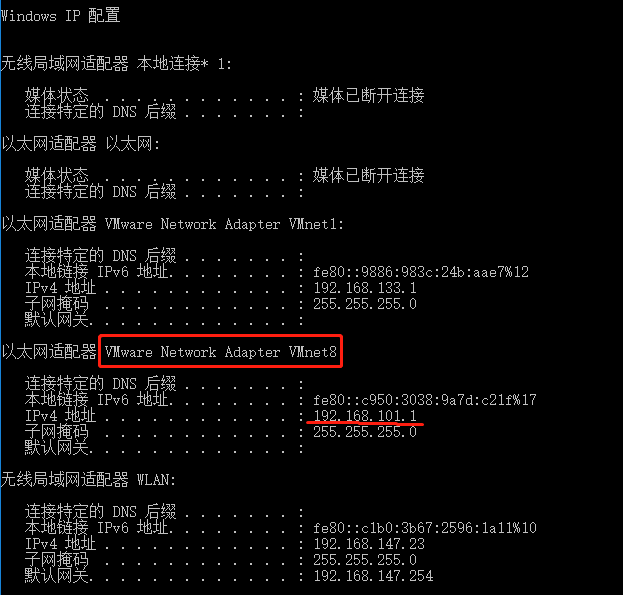 Windows IP 配置
无线局域网适配器 本地连接* 1:
媒体状态 . . . . . . . . . . . . : 媒体已断开连接
连接特定的 DNS 后缀 . . . . . . . :
以太网适配器 以太网:
媒体状态 . . . . . . . . . . . . : 媒体已断开连接
连接特定的 DNS 后缀 . . . . . . . :
以太网适配器 VMware Network Adapter VMnet1:
连接特定的 DNS 后缀 . . . . . . . :
本地链接 IPv6 地址. . . . . . . . : fe80::9886:983c:24b:aae7%12
IPv4 地址 . . . . . . . . . . . . : 192.168.133.1
子网掩码 . . . . . . . . . . . . : 255.255.255.0
默认网关. . . . . . . . . . . . . :
以太网适配器 VMware Network Adapter VMnet8:
连接特定的 DNS 后缀 . . . . . . . :
本地链接 IPv6 地址. . . . . . . . : fe80::c950:3038:9a7d:c21f%17
IPv4 地址 . . . . . . . . . . . . : 192.168.101.1
子网掩码 . . . . . . . . . . . . : 255.255.255.0
默认网关. . . . . . . . . . . . . :
无线局域网适配器 WLAN:
连接特定的 DNS 后缀 . . . . . . . :
本地链接 IPv6 地址. . . . . . . . : fe80::c1b0:3b67:2596:1a11%10
IPv4 地址 . . . . . . . . . . . . : 192.168.147.23
子网掩码 . . . . . . . . . . . . : 255.255.255.0
默认网关. . . . . . . . . . . . . : 192.168.147.254